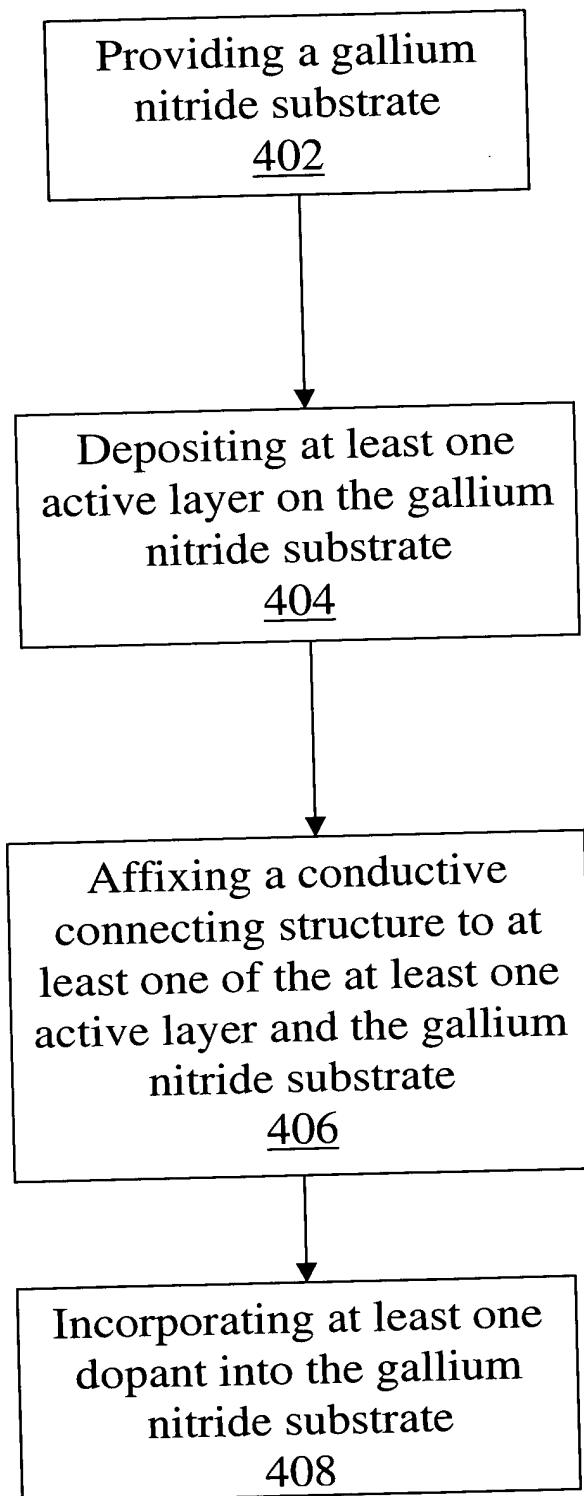 Providing a gallium
nitride substrate
402
Depositing at least one
active layer on the gallium
nitride substrate
404
Affixing a conductive
connecting structure to at
least one of the at least one
active layer and the gallium
nitride substrate
406
Incorporating at least one
dopant into the gallium
nitride substrate
408